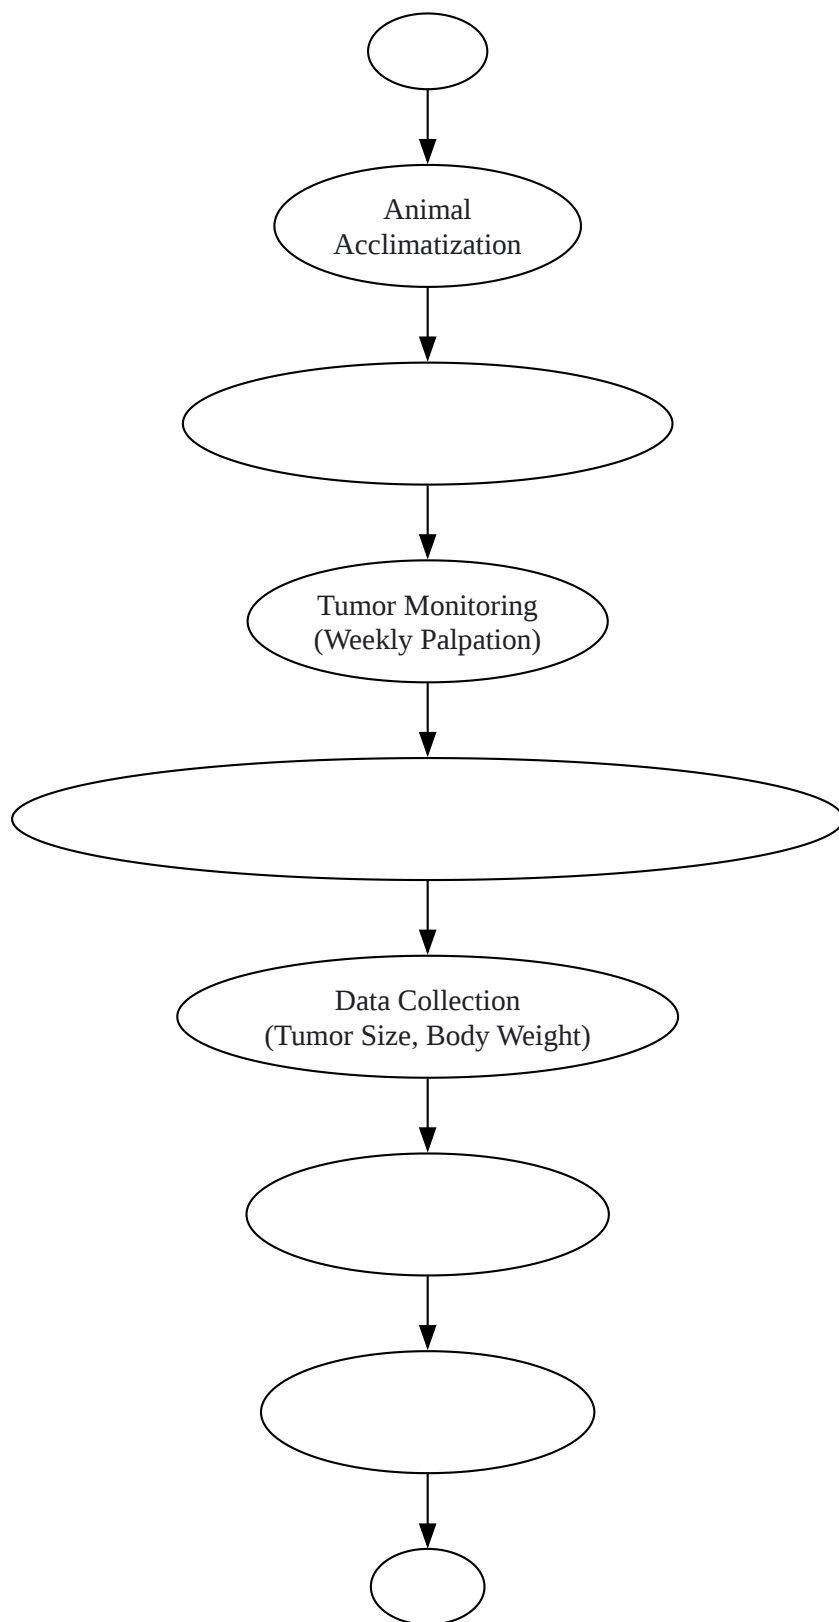 Animal
Acclimatization
Tumor Monitoring
(Weekly Palpation)
Data Collection
(Tumor Size, Body Weight)